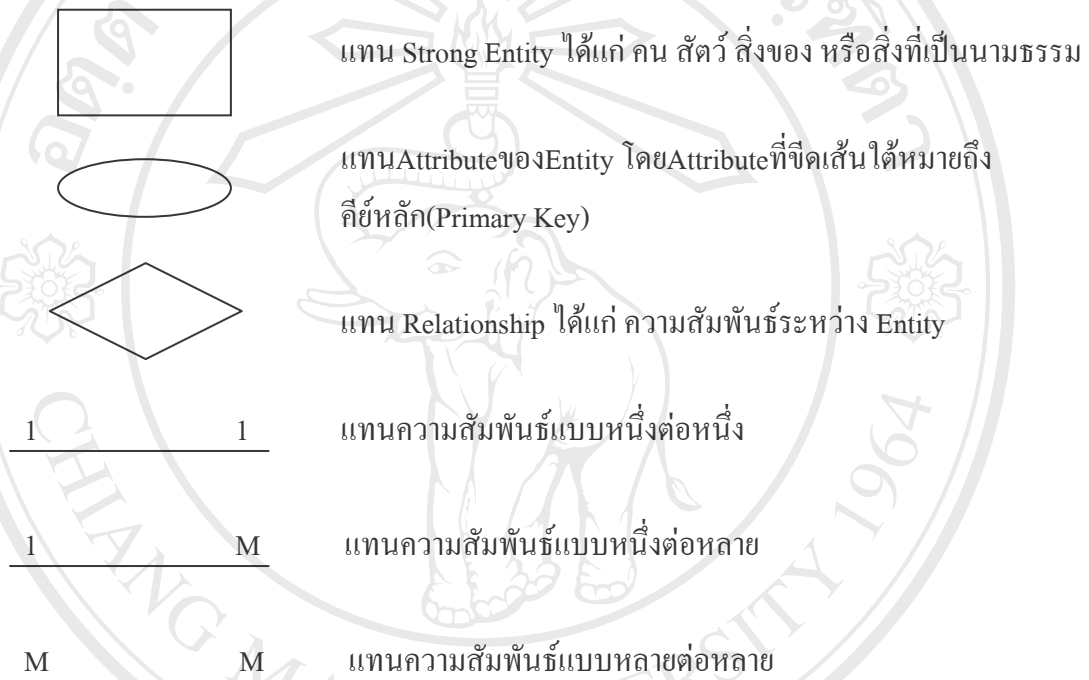 แทน Strong Entity ได้แก่ คน สัตว์ สิ่งของ หรือสิ่งที่เป็นนามธรรม
แทนAttributeของEntity โดยAttributeที่ขีดเส้นใต้หมายถึง
คีย์หลัก(Primary Key)
แทน Relationship ได้แก่ ความสัมพันธ์ระหว่าง Entity
1 1 แทนความสัมพันธ์แบบหนึ่งต่อหนึ่ง
1 M แทนความสัมพันธ์แบบหนึ่งต่อหลาย
M M แทนความสัมพันธ์แบบหลายต่อหลาย
CHIANG MAI UNIVERSITY 1964